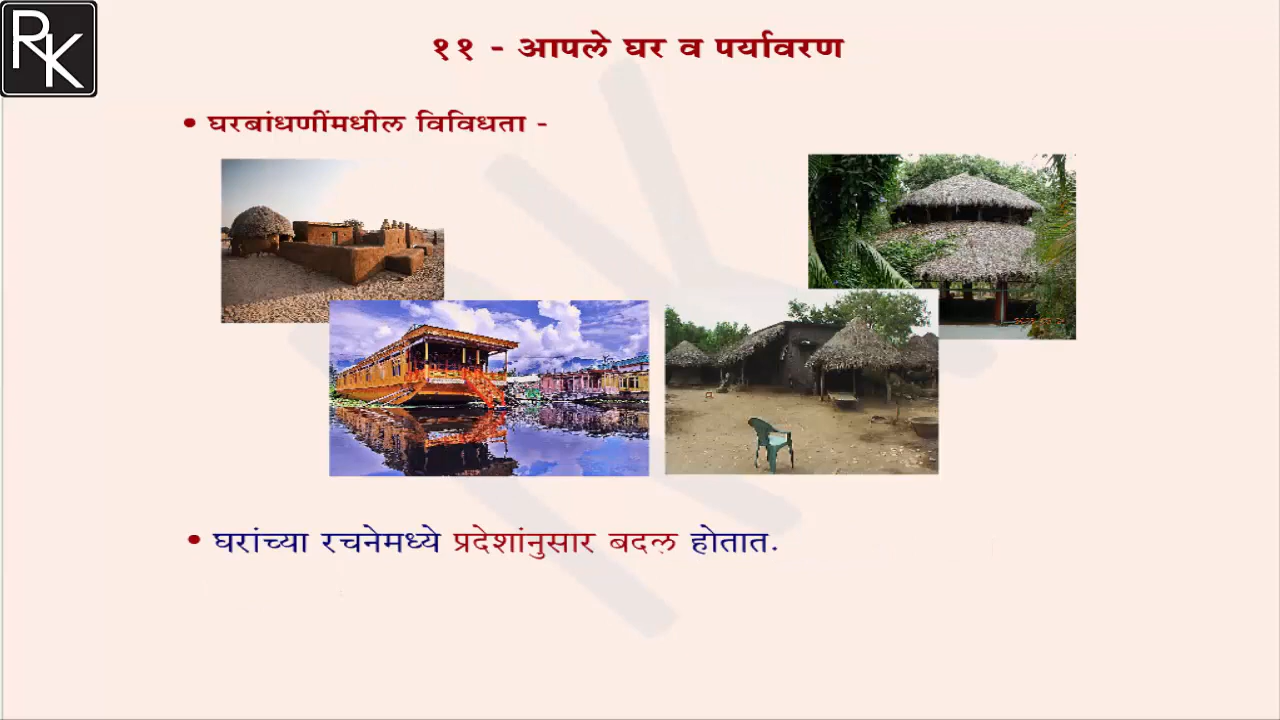 RK
११ - आपले घर व पर्यावरण
• घरबांधणींमधील विविधता -
• घरांच्या रचनेमध्ये प्रदेशांनुसार बदल होतात.